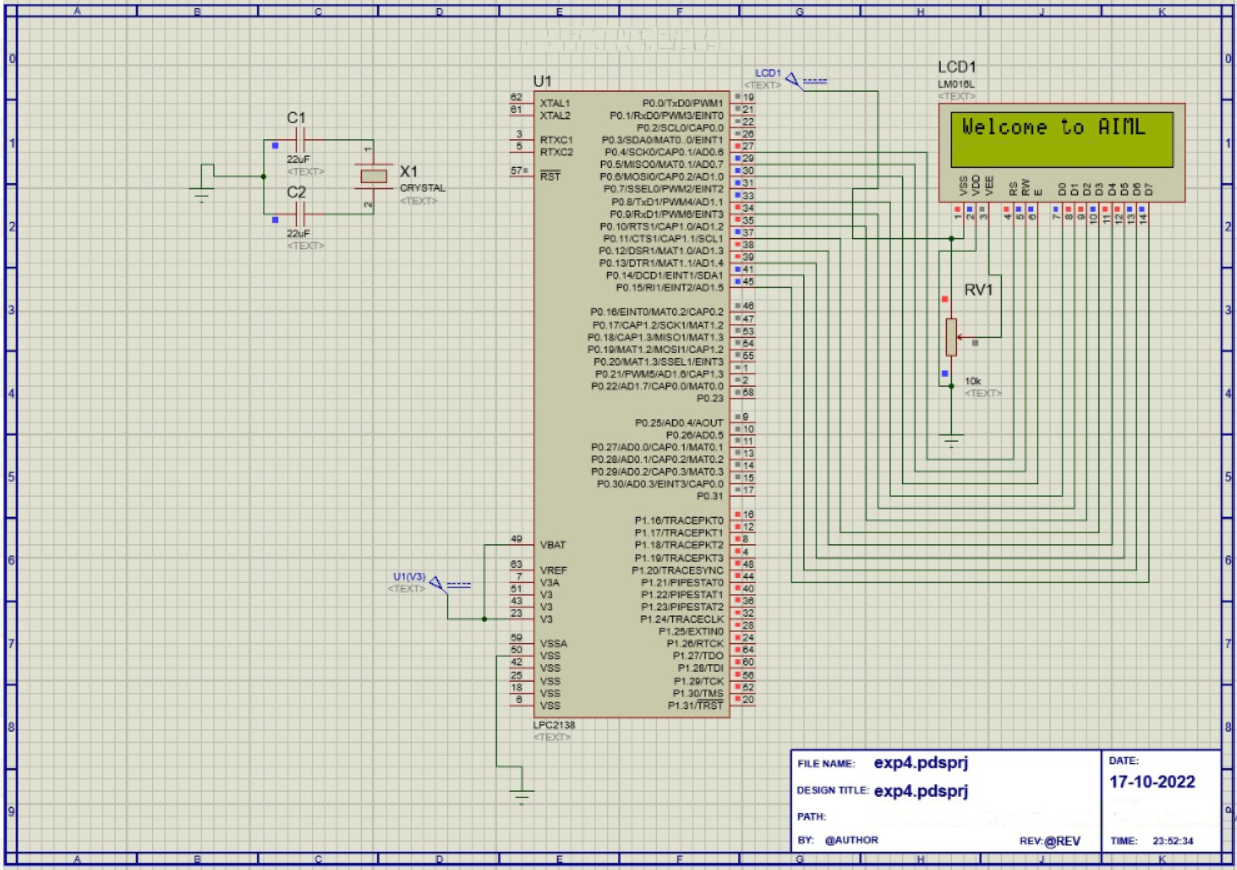 A B C D E F G H J K
0 0
1 1
2 2
3 3
4 4
5 5
6 6
7 7
8 8
9 9
C1
22uF
<TEXT>
C2
22uF
<TEXT>
1
X1
CRYSTAL
<TEXT>
2
U1
62 XTAL1
61 XTAL2
3 RTXC1
5 RTXC2
57 RST
49 VBAT
63 VREF
7 V3A
51 V3
43 V3
23 V3
59 VSSA
50 VSS
42 VSS
25 VSS
18 VSS
6 VSS
P0.0/TxD0/PWM1 19
P0.1/RxD0/PWM3/EINT0 21
P0.2/SCL0/CAP0.0 22
P0.3/SDA0/MAT0..0/EINT1 26
P0.4/SCK0/CAP0.1/AD0.6 27
P0.5/MISO0/MAT0.1/AD0.7 29
P0.6/MOSI0/CAP0.2/AD1.0 30
P0.7/SSEL0/PWM2/EINT2 31
P0.8/TxD1/PWM4/AD1.1 33
P0.9/RxD1/PWM6/EINT3 34
P0.10/RTS1/CAP1.0/AD1.2 35
P0.11/CTS1/CAP1.1/SCL1 37
P0.12/DSR1/MAT1.0/AD1.3 38
P0.13/DTR1/MAT1.1/AD1.4 39
P0.14/DCD1/EINT1/SDA1 41
P0.15/RI1/EINT2/AD1.5 45
P0.16/EINT0/MAT0.2/CAP0.2 46
P0.17/CAP1.2/SCK1/MAT1.2 47
P0.18/CAP1.3/MISO1/MAT1.3 53
P0.19/MAT1.2/MOSI1/CAP1.2 54
P0.20/MAT1.3/SSEL1/EINT3 55
P0.21/PWM5/AD1.6/CAP1.3 1
P0.22/AD1.7/CAP0.0/MAT0.0 2
P0.23 58
P0.25/AD0.4/AOUT 9
P0.26/AD0.5 10
P0.27/AD0.0/CAP0.1/MAT0.1 11
P0.28/AD0.1/CAP0.2/MAT0.2 13
P0.29/AD0.2/CAP0.3/MAT0.3 14
P0.30/AD0.3/EINT3/CAP0.0 15
P0.31 17
P1.16/TRACEPKT0 16
P1.17/TRACEPKT1 12
P1.18/TRACEPKT2 8
P1.19/TRACEPKT3 4
P1.20/TRACESYNC 48
P1.21/PIPESTAT0 44
P1.22/PIPESTAT1 40
P1.23/PIPESTAT2 36
P1.24/TRACECLK 32
P1.25/EXTIN0 28
P1.26/RTCK 24
P1.27/TDO 64
P1.28/TDI 60
P1.29/TCK 56
P1.30/TMS 52
P1.31/TRST 20
LPC2138
<TEXT>
U1(V3)
<TEXT>
LCD1
<TEXT>
LCD1
LM016L
<TEXT>
Welcome to AIML
VSS VDD VEE RS RW E D0 D1 D2 D3 D4 D5 D6 D7
1 2 3 4 5 6 7 8 9 10 11 12 13 14
RV1
10k
<TEXT>
FILE NAME: exp4.pdsprj
DESIGN TITLE: exp4.pdsprj
PATH:
BY: @AUTHOR REV:@REV
DATE:
17-10-2022
TIME: 23:52:34
A B C D E F G H J K